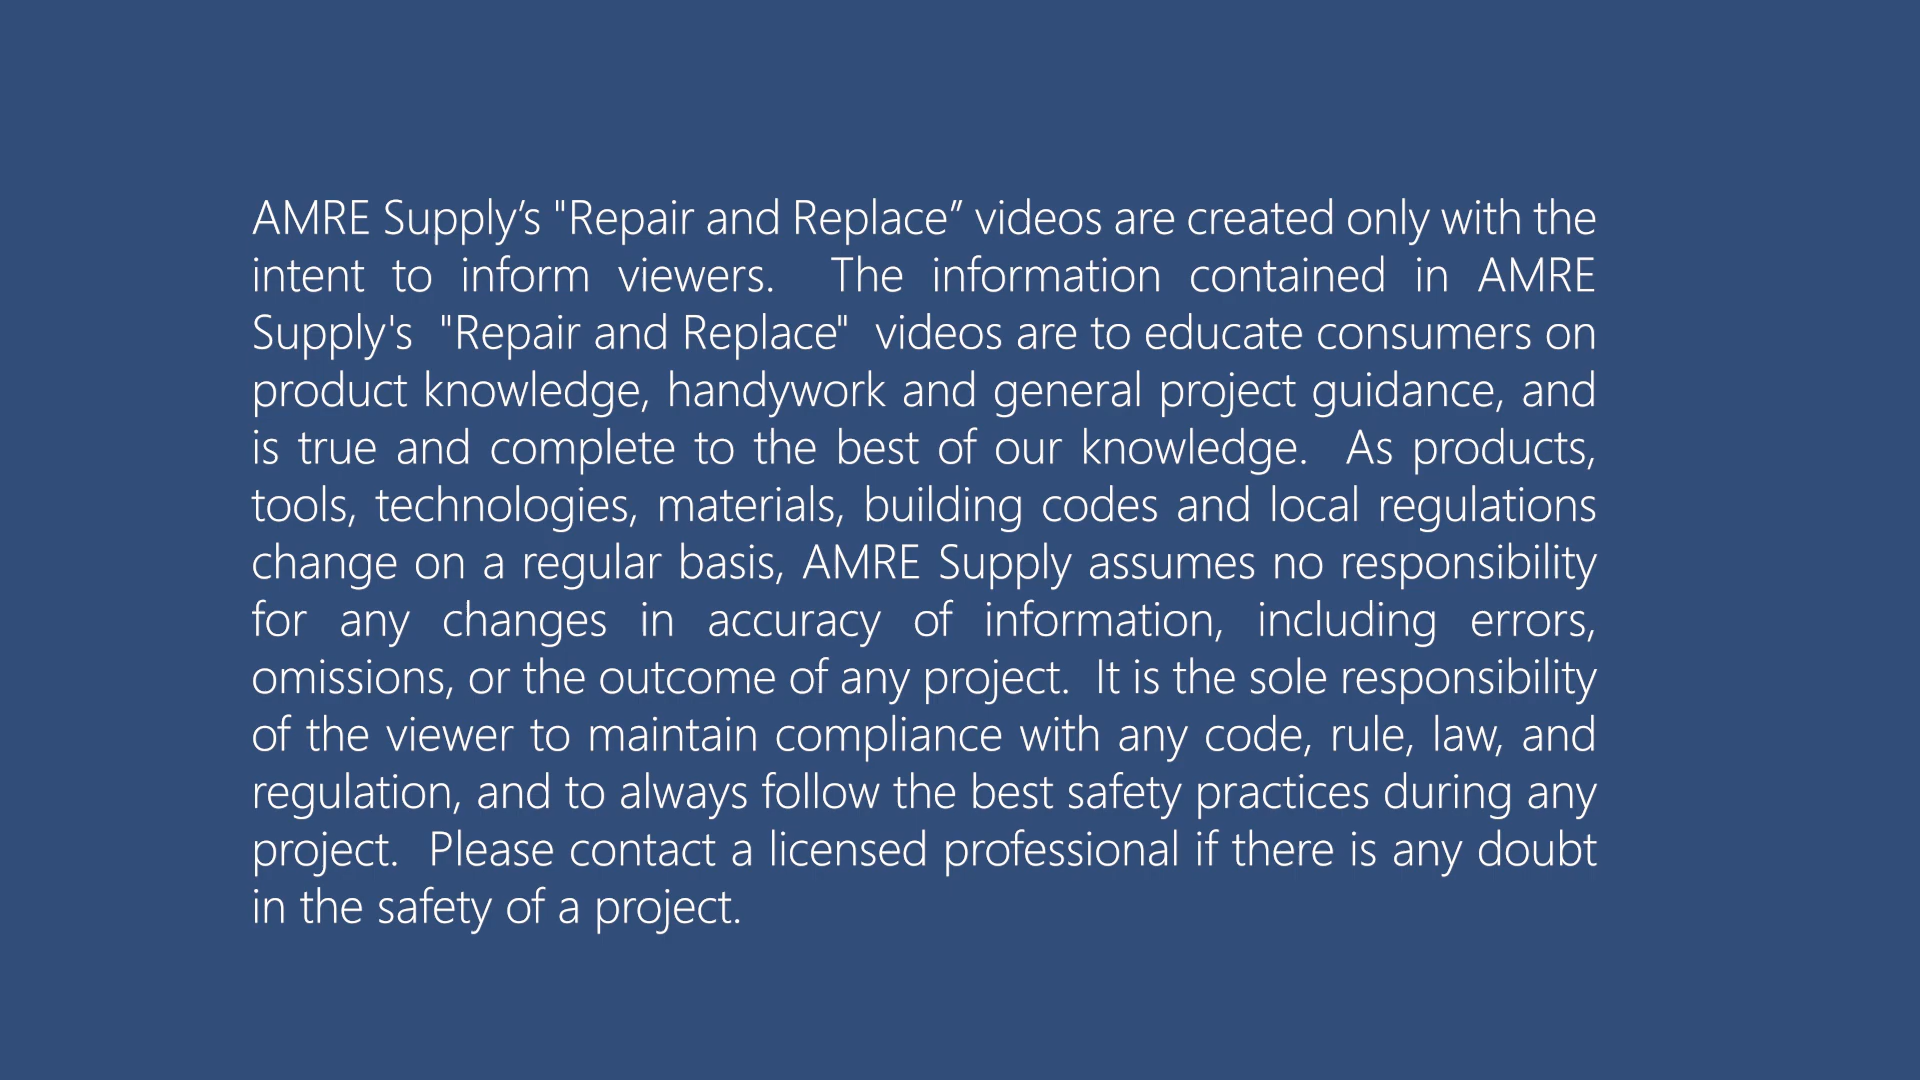 AMRE Supply’s "Repair and Replace” videos are created only with the
intent to inform viewers.  The information contained in AMRE
Supply's  "Repair and Replace"  videos are to educate consumers on
product knowledge, handywork and general project guidance, and
is true and complete to the best of our knowledge.  As products,
tools, technologies, materials, building codes and local regulations
change on a regular basis, AMRE Supply assumes no responsibility
for any changes in accuracy of information, including errors,
omissions, or the outcome of any project.  It is the sole responsibility
of the viewer to maintain compliance with any code, rule, law, and
regulation, and to always follow the best safety practices during any
project.  Please contact a licensed professional if there is any doubt
in the safety of a project.